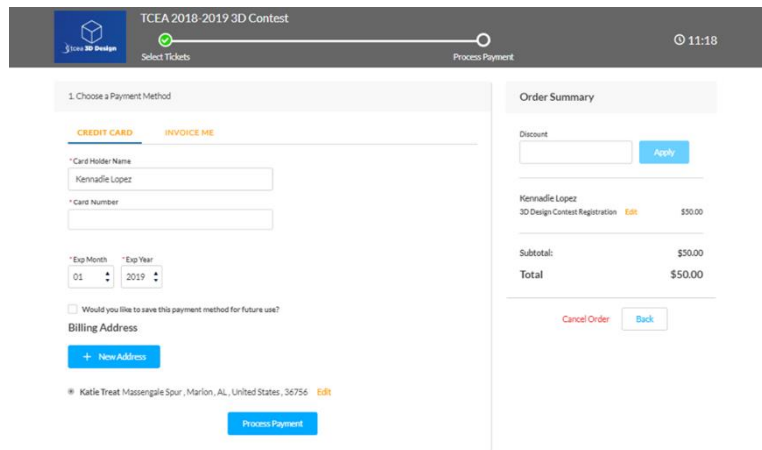 TCEA 2018-2019 3D Contest
tcea 3D Design
Select Tickets
Process Payment
11:18
1. Choose a Payment Method
CREDIT CARD
INVOICE ME
*Card Holder Name
Kennadie Lopez
*Card Number
*Exp Month *Exp Year
01 2019
Would you like to save this payment method for future use?
Billing Address
+ New Address
Katie Treat Massengale Spur, Marion, AL, United States, 36756 Edit
Process Payment
Order Summary
Discount
Apply
Kennadie Lopez
3D Design Contest Registration Edit $50.00
Subtotal: $50.00
Total $50.00
Cancel Order Back